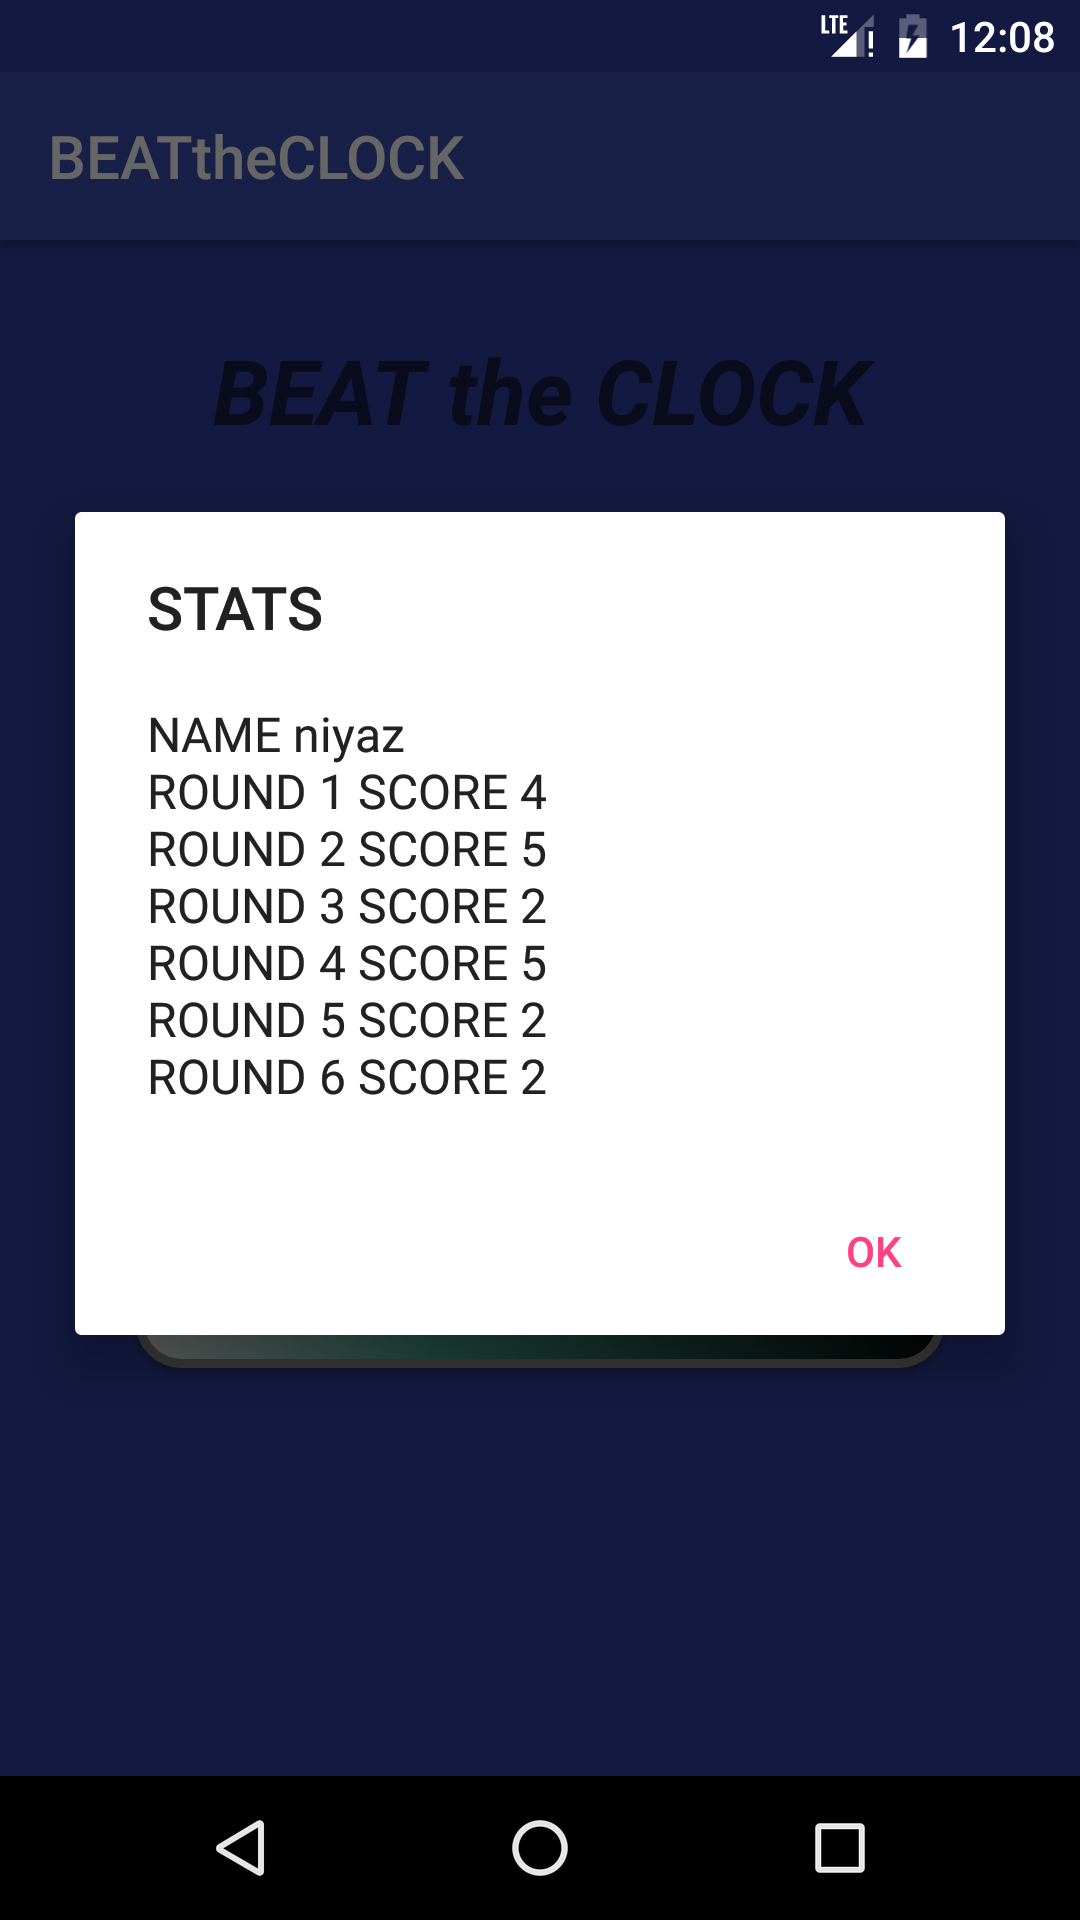 LTE 12:08
BEATtheCLOCK
BEAT the CLOCK
STATS
NAME niyaz
ROUND 1 SCORE 4
ROUND 2 SCORE 5
ROUND 3 SCORE 2
ROUND 4 SCORE 5
ROUND 5 SCORE 2
ROUND 6 SCORE 2
OK